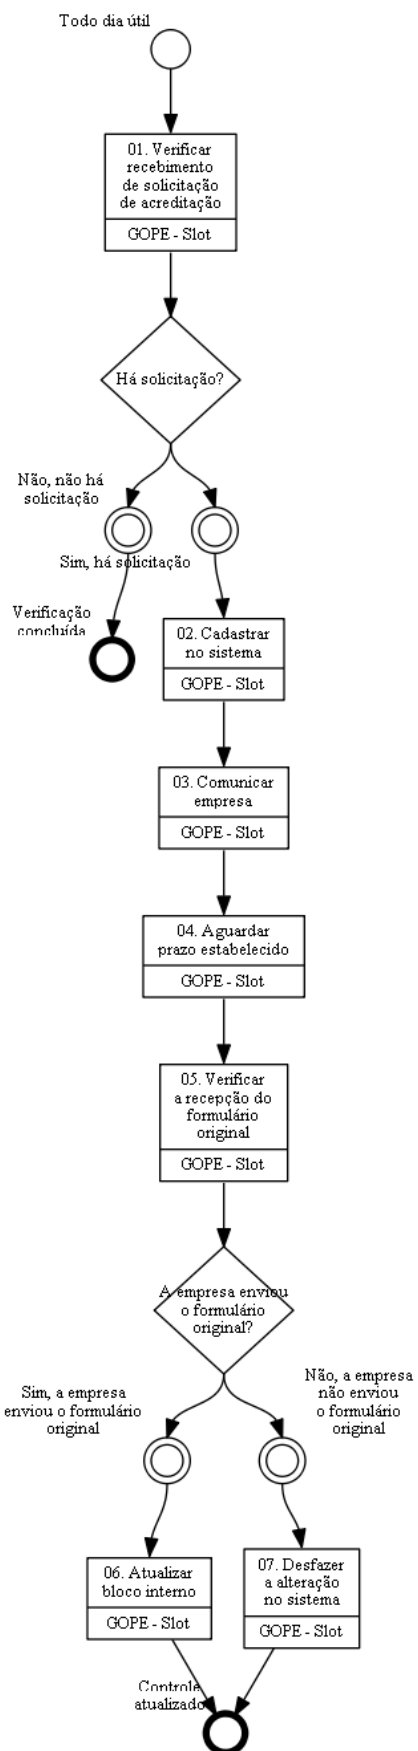 Todo dia útil
01. Verificar
recebimento
de solicitação
de acreditação
GOPE - Slot
Há solicitação?
Não, não há
solicitação
Sim, há solicitação
Verificação
concluída
02. Cadastrar
no sistema
GOPE - Slot
03. Comunicar
empresa
GOPE - Slot
04. Aguardar
prazo estabelecido
GOPE - Slot
05. Verificar
a recepção do
formulário
original
GOPE - Slot
A empresa enviou
o formulário
original?
Sim, a empresa
enviou o formulário
original
Não, a empresa
não enviou
o formulário
original
06. Atualizar
bloco interno
GOPE - Slot
07. Desfazer
a alteração
no sistema
GOPE - Slot
Controle
atualizado